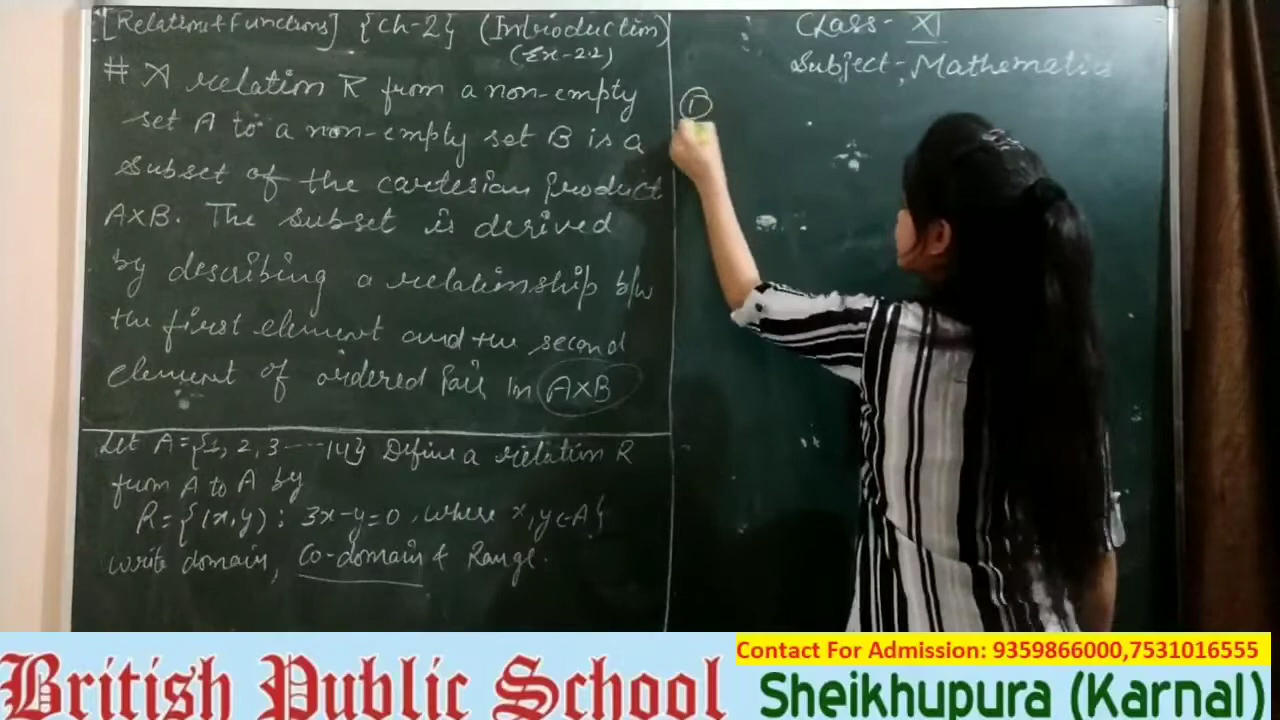 [Relation & Functions] {Ch-2} (Introduction)
(Ex-2.2)
# A relation R from a non-empty
set A to a non-empty set B is a
subset of the cartesian product
A×B. The subset is derived
by describing a relationship b/w
the first element and the second
element of ordered pair in A×B
Let A={1, 2, 3 ---- 14} Define a relation R
from A to A by
R={(x,y) : 3x-y=0, where x,y∈A}
write domain, Co-domain & Range.
Class- XI
Subject:- Mathematics
①
Contact For Admission: 9359866000,7531016555
British Public School Sheikhupura (Karnal)